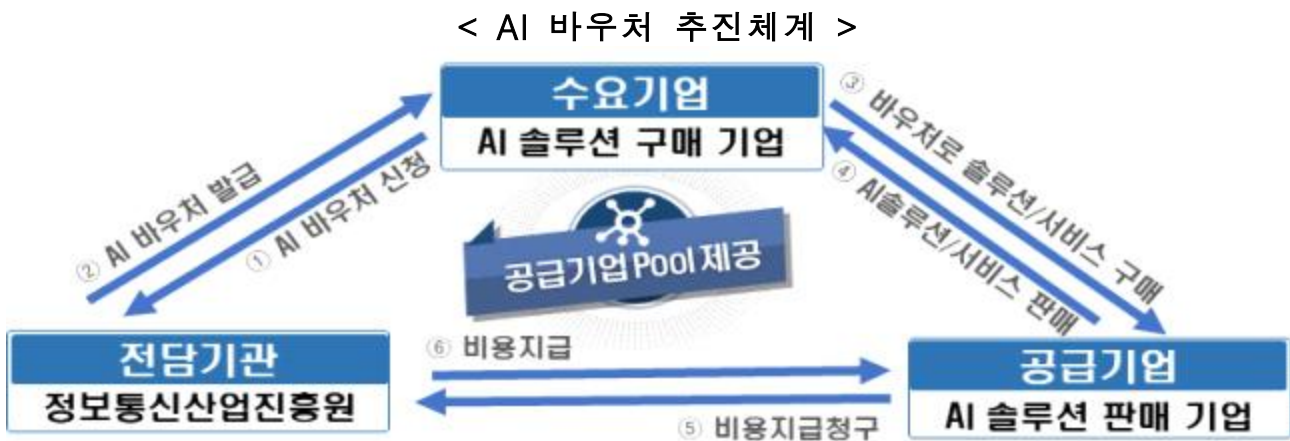 < AI 바우처 추진체계 >
수요기업
AI 솔루션 구매 기업
② AI 바우처 발급
① AI 바우처 신청
③ 바우처로 솔루션/서비스 구매
④ AI솔루션/서비스 판매
공급기업 Pool 제공
전담기관
정보통신산업진흥원
⑥ 비용지급
⑤ 비용지급청구
공급기업
AI 솔루션 판매 기업